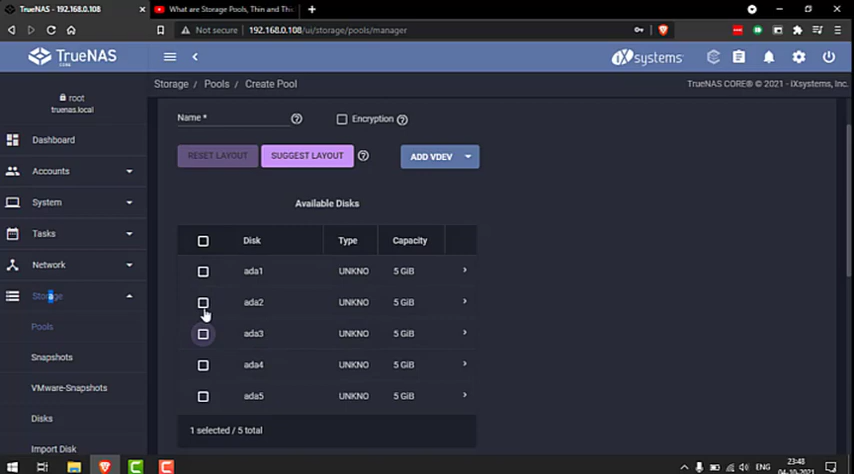 TrueNAS - 192.168.0.108
What are Storage Pools, Thin and Th
Not secure 192.168.0.108/ui/storage/pools/manager
TrueNAS
CORE
iXsystems
Storage / Pools / Create Pool
TrueNAS CORE® © 2021 - iXsystems, Inc.
root
truenas.local
Dashboard
Accounts
System
Tasks
Network
Storage
Pools
Snapshots
VMware-Snapshots
Disks
Import Disk
Name *
Encryption
RESET LAYOUT
SUGGEST LAYOUT
ADD VDEV
Available Disks
Disk Type Capacity
ada1 UNKNO 5 GiB
ada2 UNKNO 5 GiB
ada3 UNKNO 5 GiB
ada4 UNKNO 5 GiB
ada5 UNKNO 5 GiB
1 selected / 5 total
ENG
23:48
04-10-2021